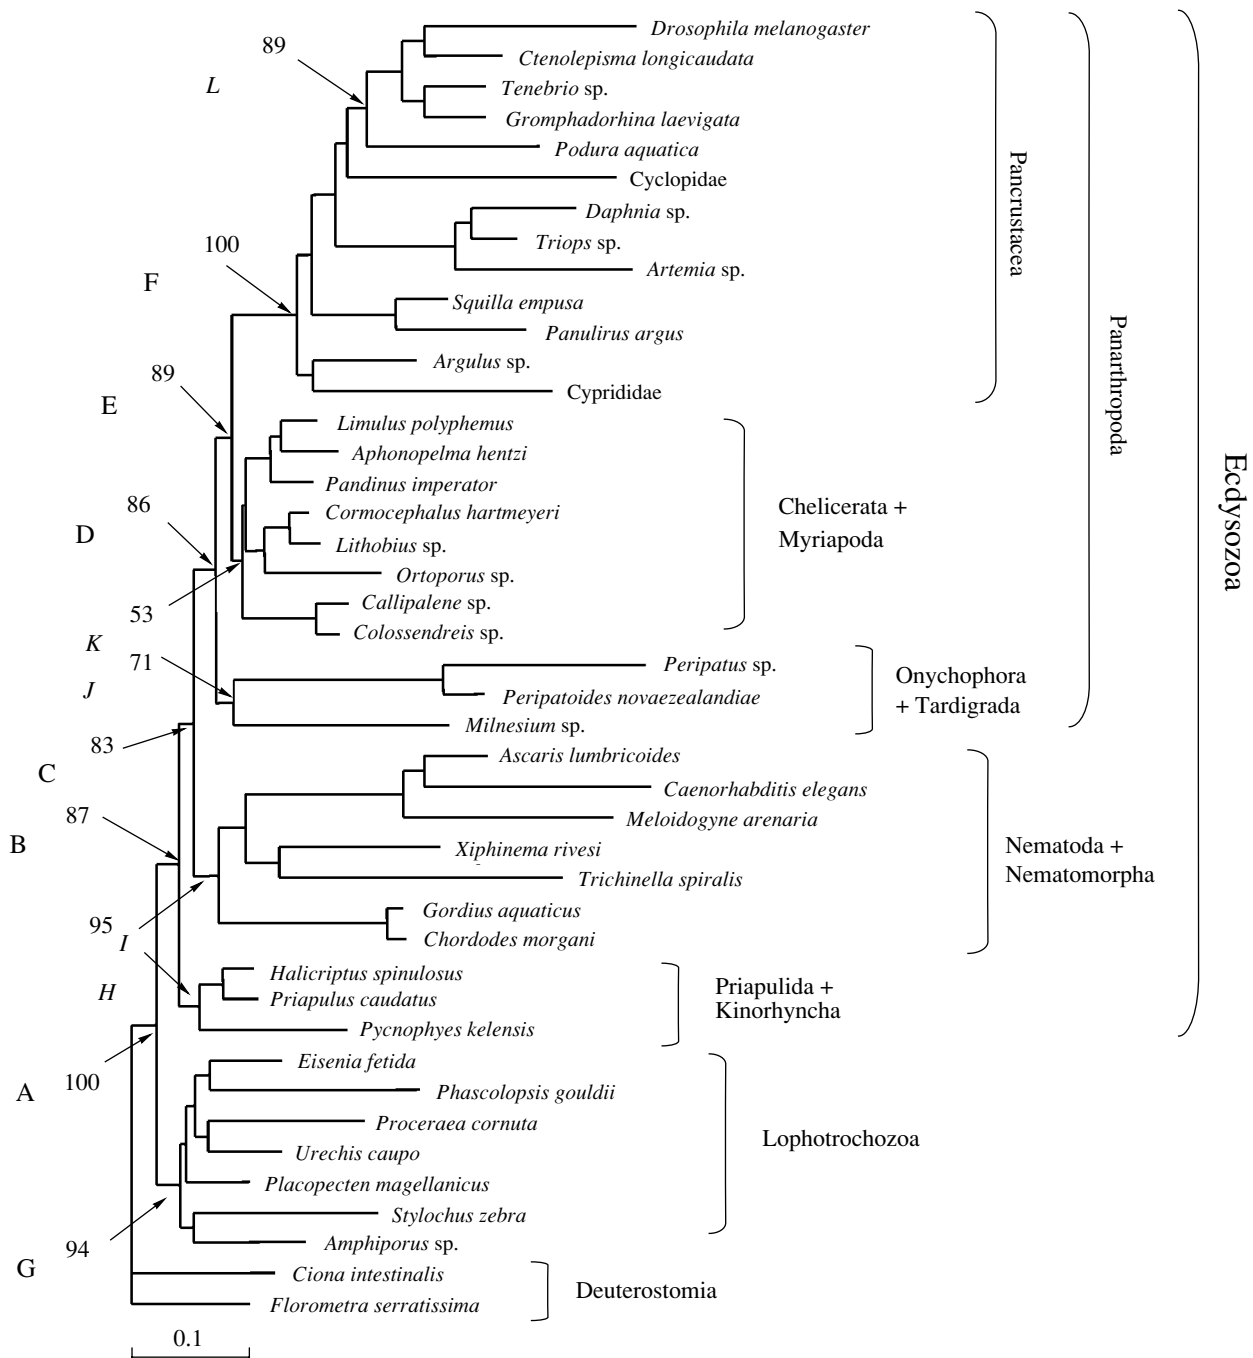 Drosophila melanogaster
89
Ctenolepisma longicaudata
L
Tenebrio sp.
Gromphadorhina laevigata
Podura aquatica
Cyclopidae
Pancrustacea
Daphnia sp.
100
Triops sp.
Artemia sp.
F
Squilla empusa
Panulirus argus
Panarthropoda
Argulus sp.
89
Cyprididae
E
Limulus polyphemus
Aphonopelma hentzi
Ecdysozoa
Pandinus imperator
86
Cormocephalus hartmeyeri
Chelicerata +
Myriapoda
D
Lithobius sp.
Ortoporus sp.
53
Callipalene sp.
Colossendreis sp.
K
71
Peripatus sp.
Onychophora
+ Tardigrada
J
Peripatoides novaezealandiae
Milnesium sp.
83
Ascaris lumbricoides
C
Caenorhabditis elegans
87
Meloidogyne arenaria
B
Xiphinema rivesi
Nematoda +
Nematomorpha
Trichinella spiralis
95
Gordius aquaticus
I
Chordodes morgani
Halicriptus spinulosus
H
Priapulus caudatus
Priapulida +
Kinorhyncha
Pycnophyes kelensis
Eisenia fetida
100
A
Phascolopsis gouldii
Proceraea cornuta
Lophotrochozoa
Urechis caupo
Placopecten magellanicus
Stylochus zebra
94
Amphiporus sp.
G
Ciona intestinalis
Deuterostomia
Florometra serratissima
0.1